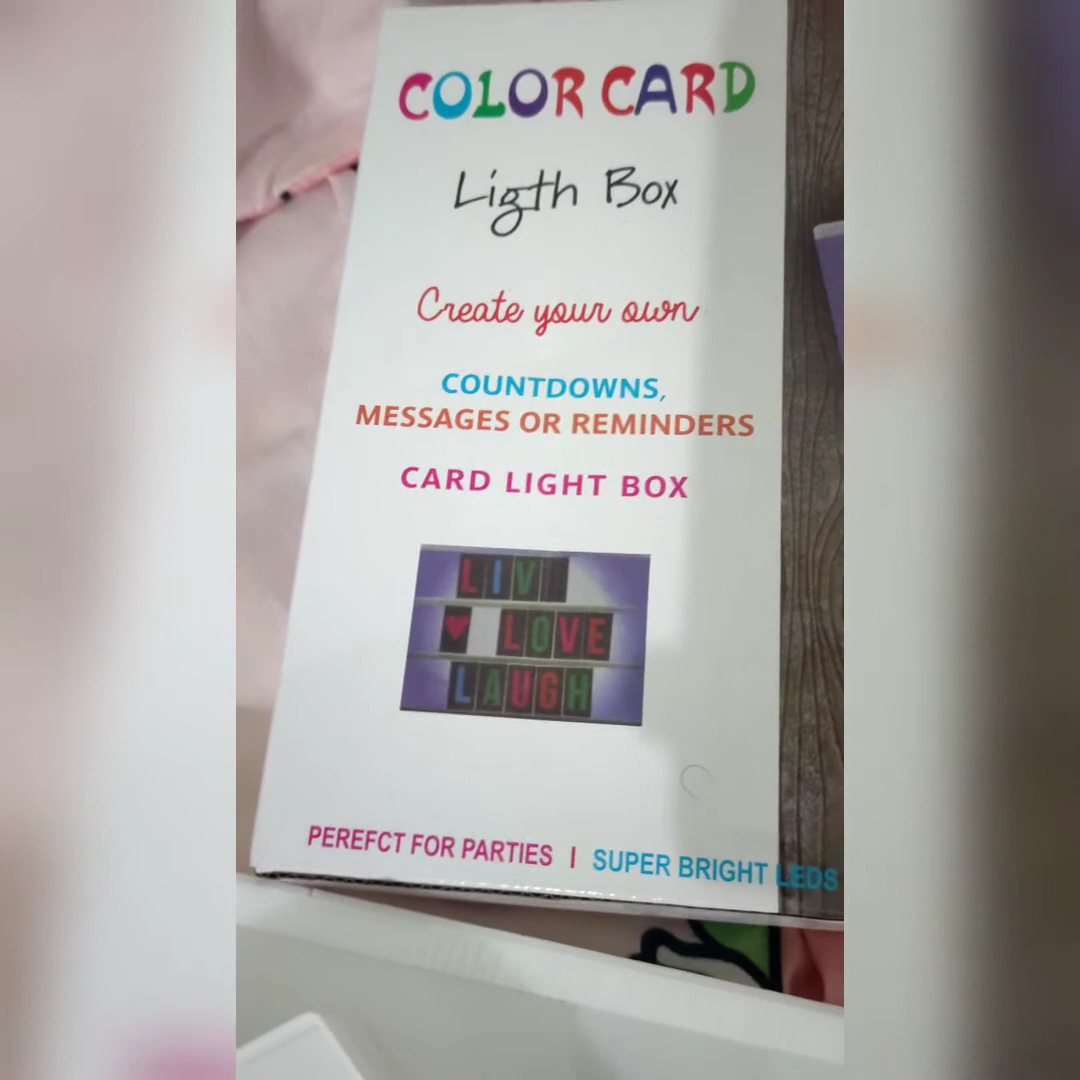 COLOR CARD
Ligth Box
Create your own
COUNTDOWNS,
MESSAGES OR REMINDERS
CARD LIGHT BOX
LIV
♥ LOVE
LAUGH
PEREFCT FOR PARTIES | SUPER BRIGHT LEDS